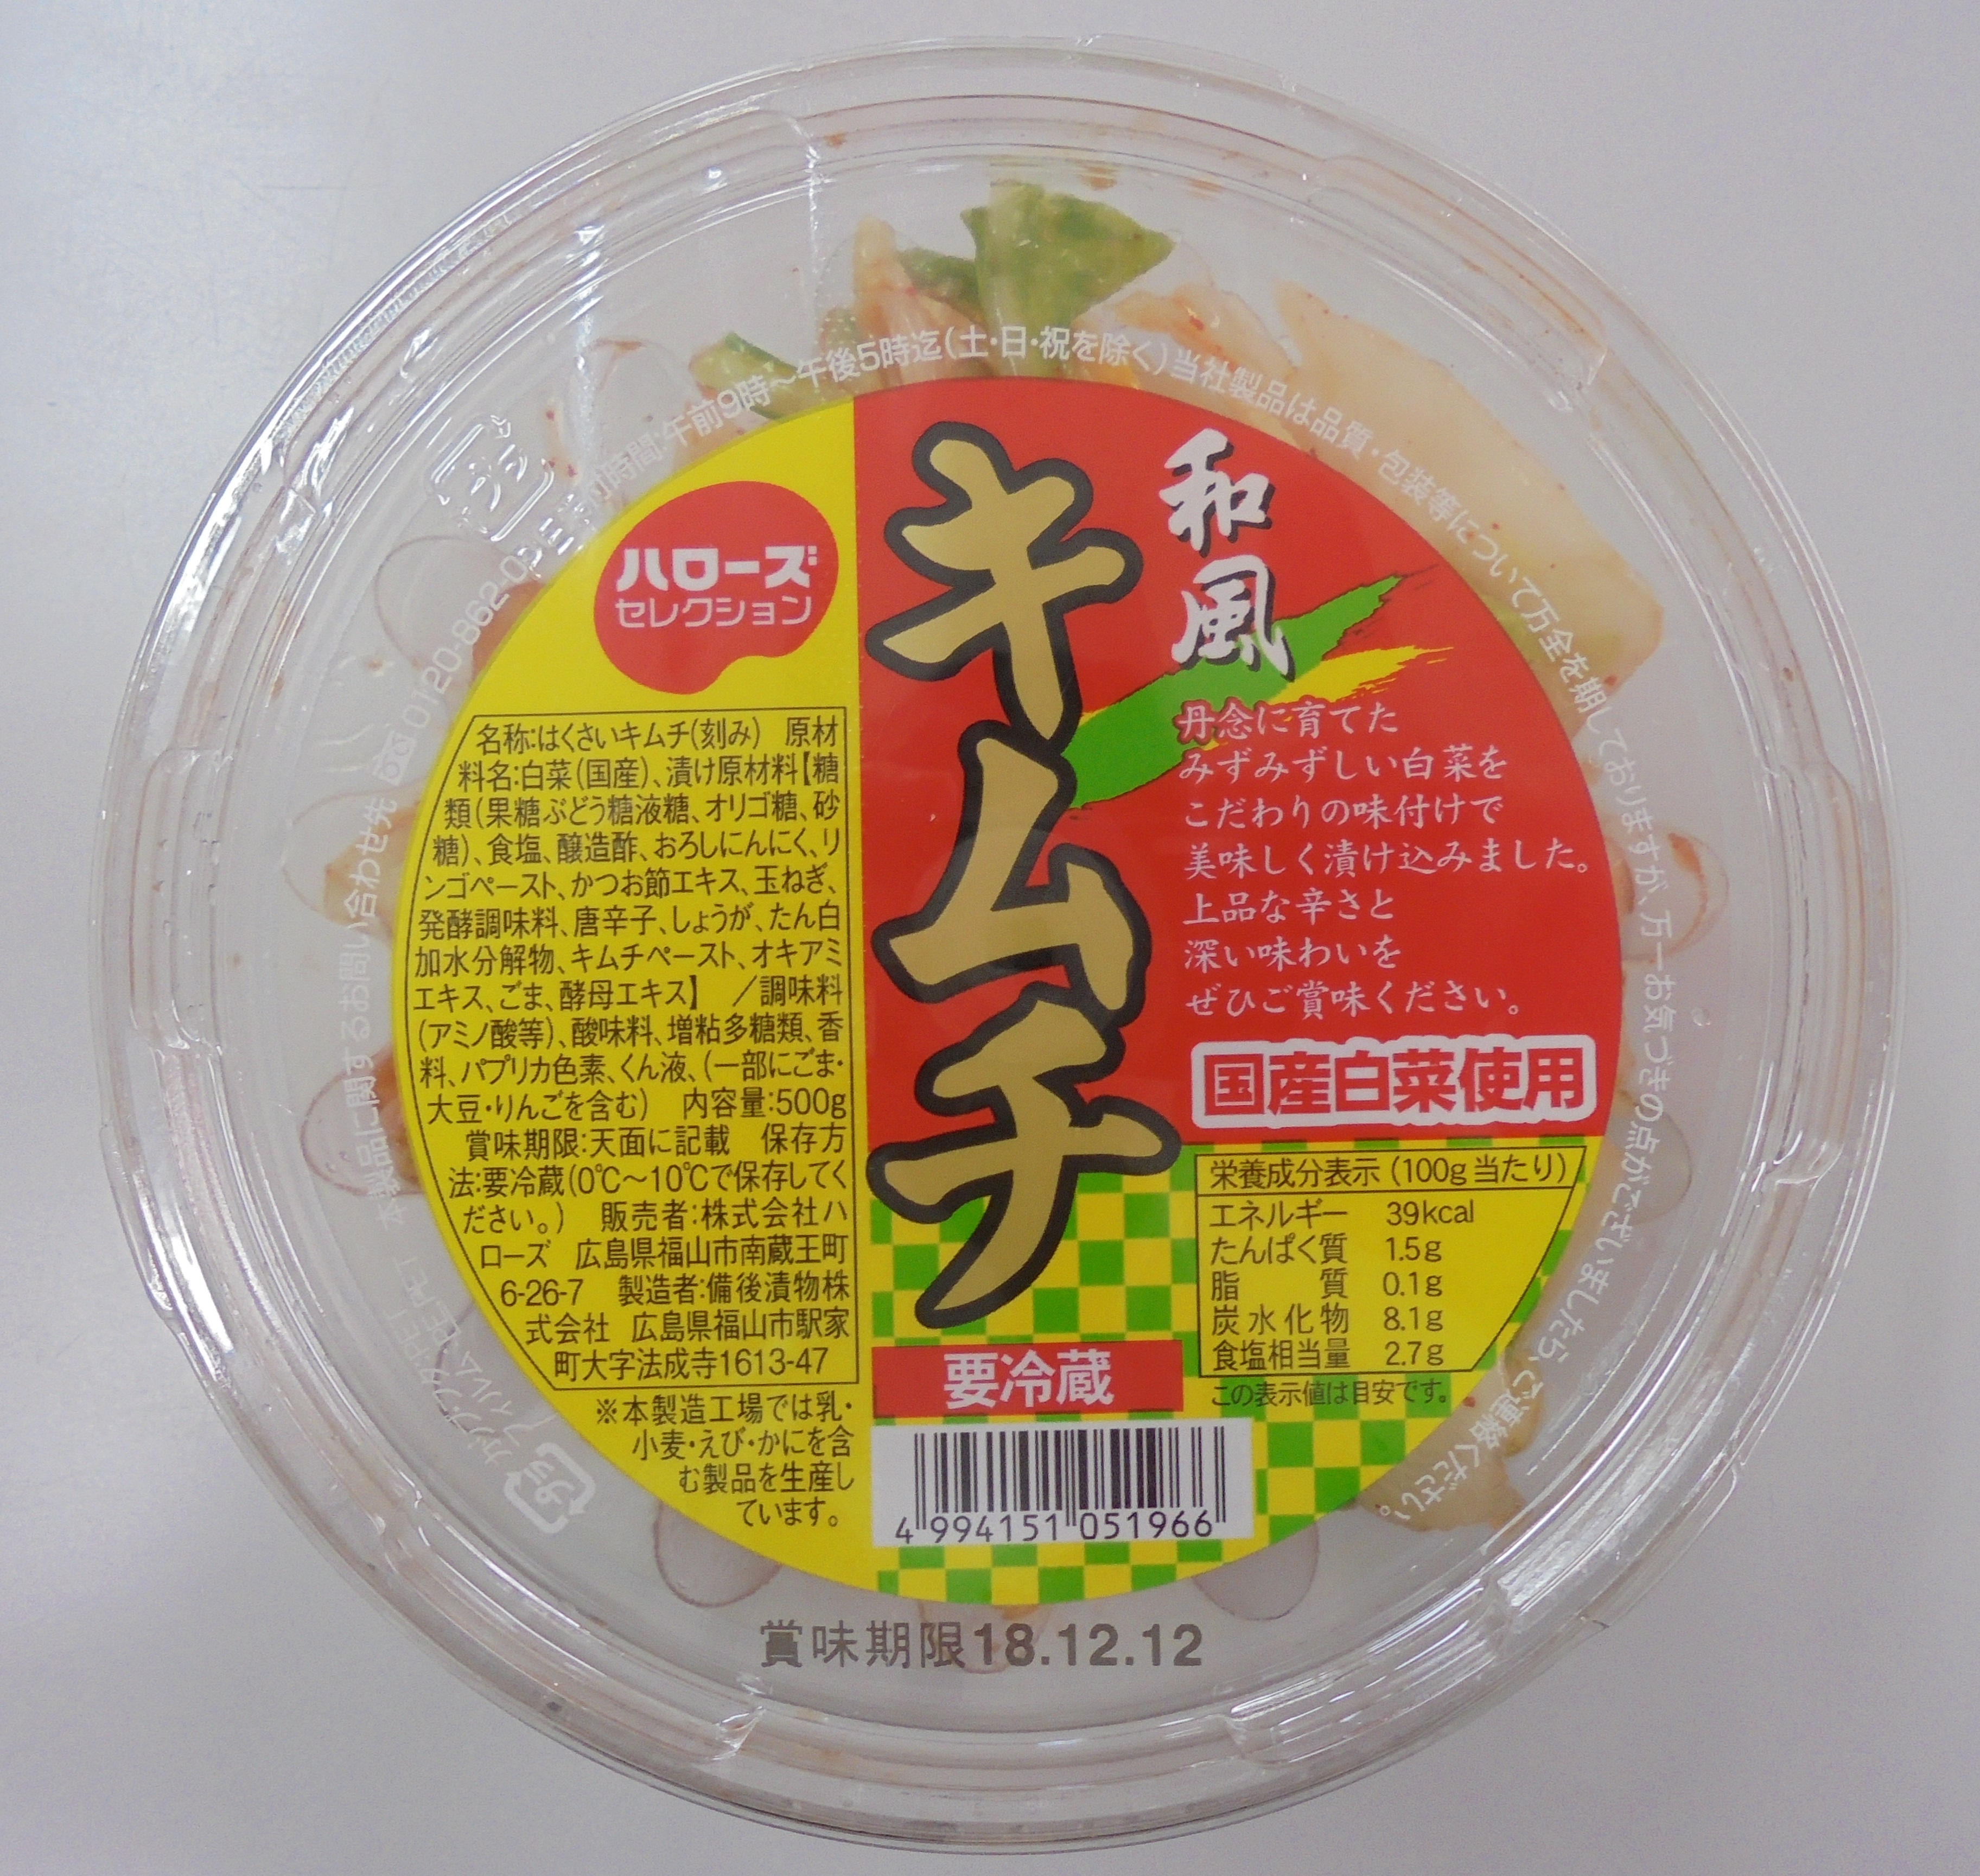 本製品に関するお問い合わせ先
午前9時〜午後5時迄(土・日・祝を除く)当社製品は品質・包装等について万全を期しておりますが、万一お気づきの点がございましたら、ご連絡ください。
ハローズ
セレクション
和風
キムチ
丹念に育てた
みずみずしい白菜を
こだわりの味付けで
美味しく漬け込みました。
上品な辛さと
深い味わいを
ぜひご賞味ください。
国産白菜使用
名称:はくさいキムチ(刻み) 原材
料名:白菜(国産)、漬け原材料【糖
類(果糖ぶどう糖液糖、オリゴ糖、砂
糖)、食塩、醸造酢、おろしにんにく、リ
ンゴペースト、かつお節エキス、玉ねぎ、
発酵調味料、唐辛子、しょうが、たん白
加水分解物、キムチペースト、オキアミ
エキス、ごま、酵母エキス】 /調味料
(アミノ酸等)、酸味料、増粘多糖類、香
料、パプリカ色素、くん液、(一部にごま・
大豆・りんごを含む) 内容量:500g
賞味期限:天面に記載 保存方
法:要冷蔵(0℃〜10℃で保存してく
ださい。) 販売者:株式会社ハ
ローズ 広島県福山市南蔵王町
6-26-7 製造者:備後漬物株
式会社 広島県福山市駅家
町大字法成寺1613-47
※本製造工場では乳・
小麦・えび・かにを含
む製品を生産し
ています。
栄養成分表示(100g当たり)
エネルギー 39kcal
たんぱく質 1.5g
脂質 0.1g
炭水化物 8.1g
食塩相当量 2.7g
この表示値は目安です。
要冷蔵
4 994151 051966
賞味期限18.12.12